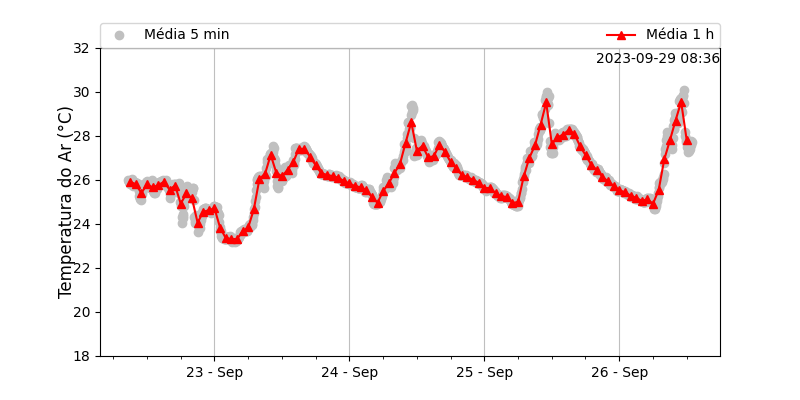 Média 5 min
Média 1 h
2023-09-29 08:36
Temperatura do Ar (°C)
32
30
28
26
24
22
20
18
23 - Sep
24 - Sep
25 - Sep
26 - Sep